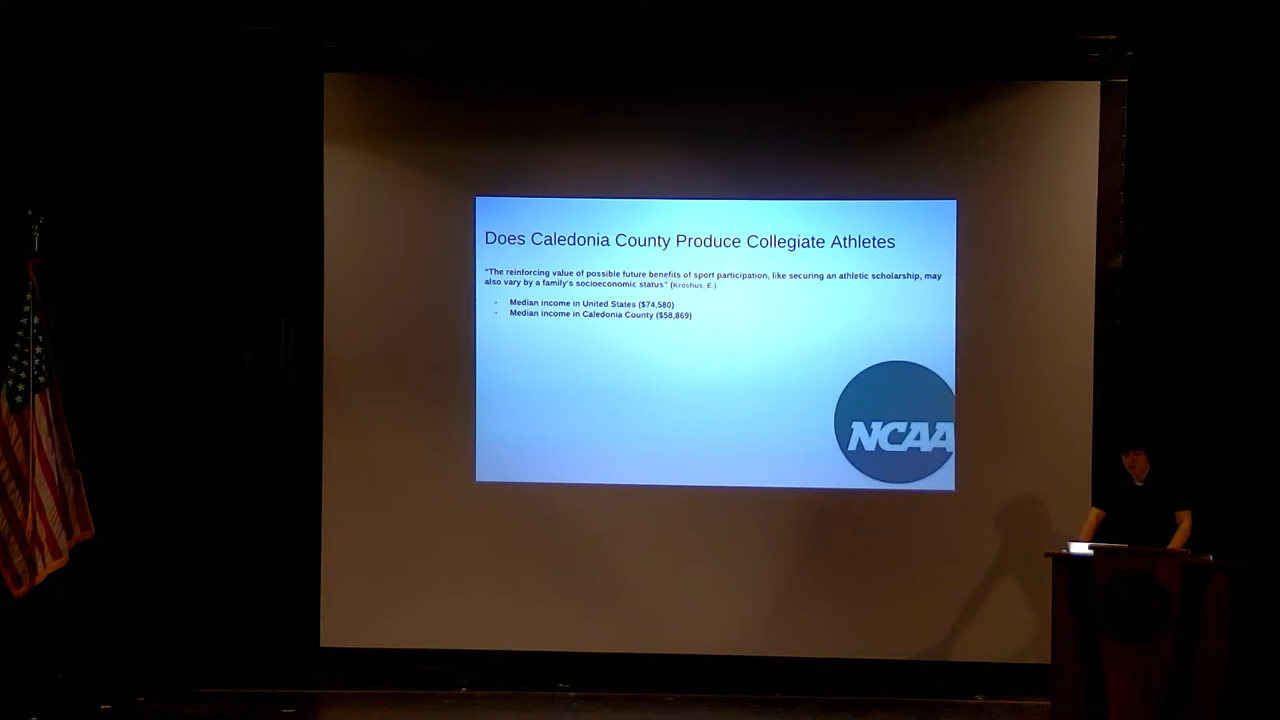 Does Caledonia County Produce Collegiate Athletes
"The reinforcing value of possible future benefits of sport participation, like securing an athletic scholarship, may
also vary by a family's socioeconomic status" (Kroshus, E.)
- Median income in United States ($74,580)
- Median income in Caledonia County ($58,869)
NCAA